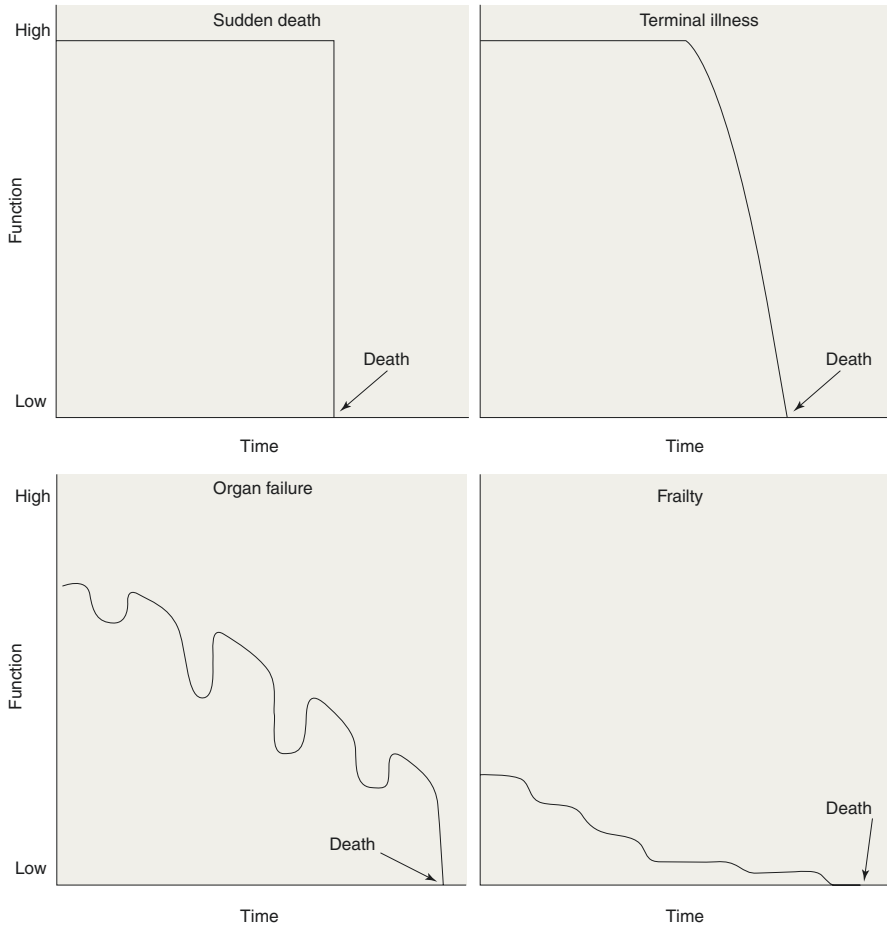 Sudden death
High
Function
Low
Death
Time
Terminal illness
Death
Time
Organ failure
High
Function
Low
Death
Time
Frailty
Death
Time